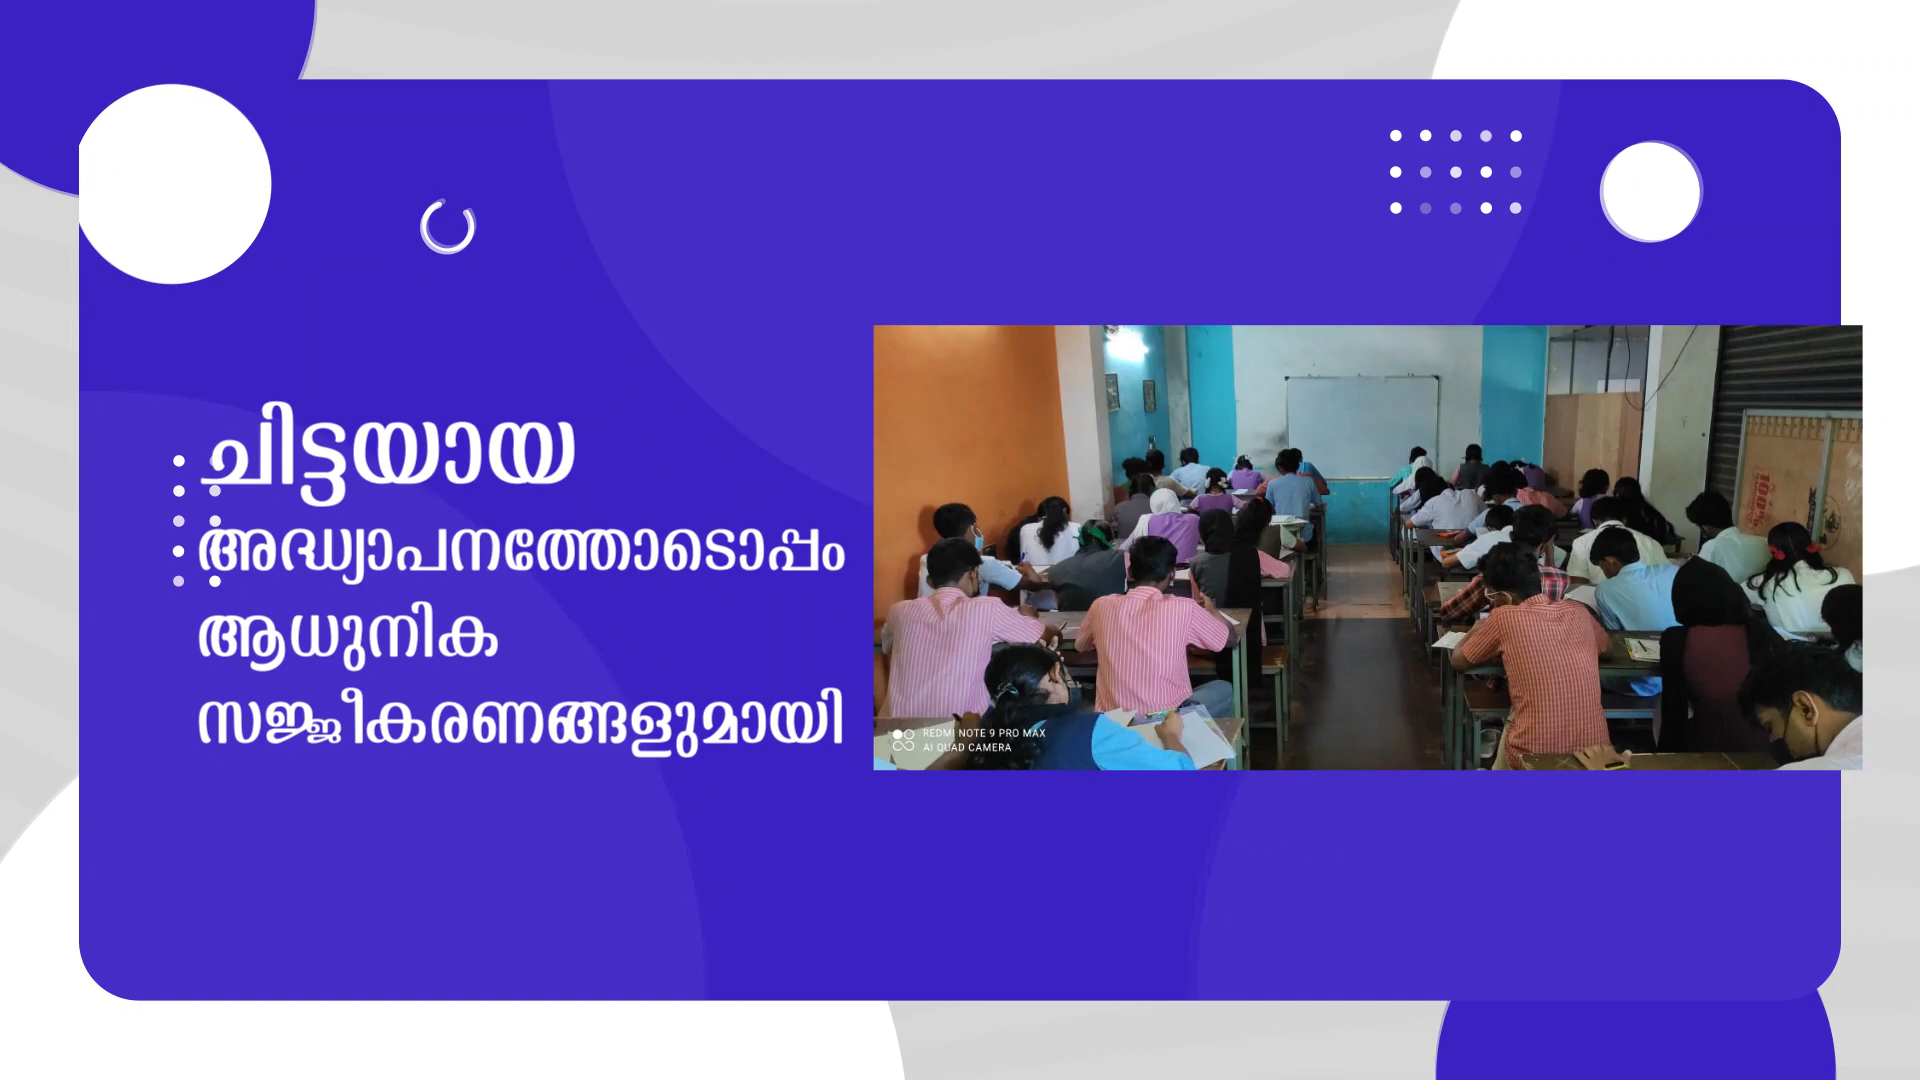 ചിട്ടയായ
അദ്ധ്യാപനത്തോടൊപ്പം
ആധുനിക
സജ്ജീകരണങ്ങളുമായി
REDMI NOTE 9 PRO MAX
AI QUAD CAMERA